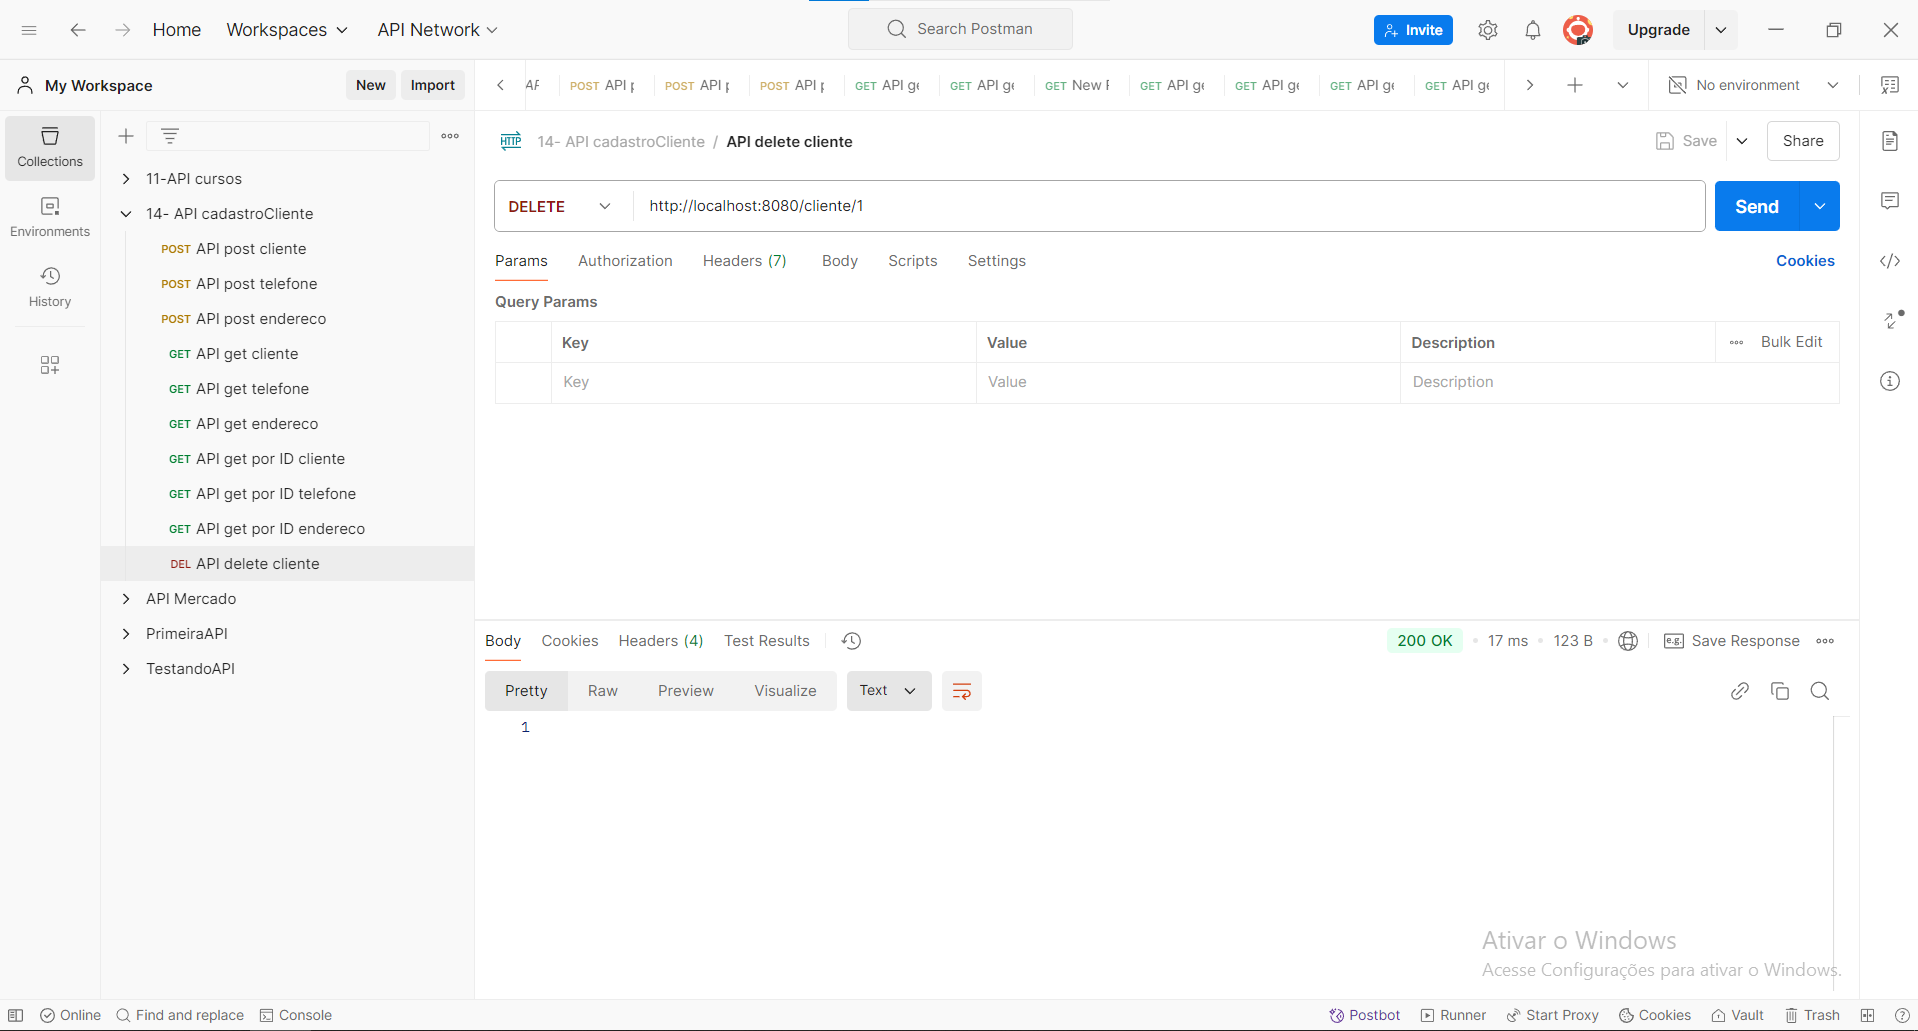 Home Workspaces API Network Search Postman Invite Upgrade
My Workspace New Import
POST API p POST API p POST API p GET API ge GET API ge GET New R GET API ge GET API ge GET API ge GET API ge No environment
Collections
Environments
History
11-API cursos
14- API cadastroCliente
POST API post cliente
POST API post telefone
POST API post endereco
GET API get cliente
GET API get telefone
GET API get endereco
GET API get por ID cliente
GET API get por ID telefone
GET API get por ID endereco
DEL API delete cliente
API Mercado
PrimeiraAPI
TestandoAPI
HTTP 14- API cadastroCliente / API delete cliente Save Share
DELETE http://localhost:8080/cliente/1 Send
Params Authorization Headers (7) Body Scripts Settings Cookies
Query Params
Key Value Description Bulk Edit
Key Value Description
Body Cookies Headers (4) Test Results 200 OK 17 ms 123 B e.g. Save Response
Pretty Raw Preview Visualize Text
1
Ativar o Windows
Acesse Configurações para ativar o Windows.
Online Find and replace Console Postbot Runner Start Proxy Cookies Vault Trash